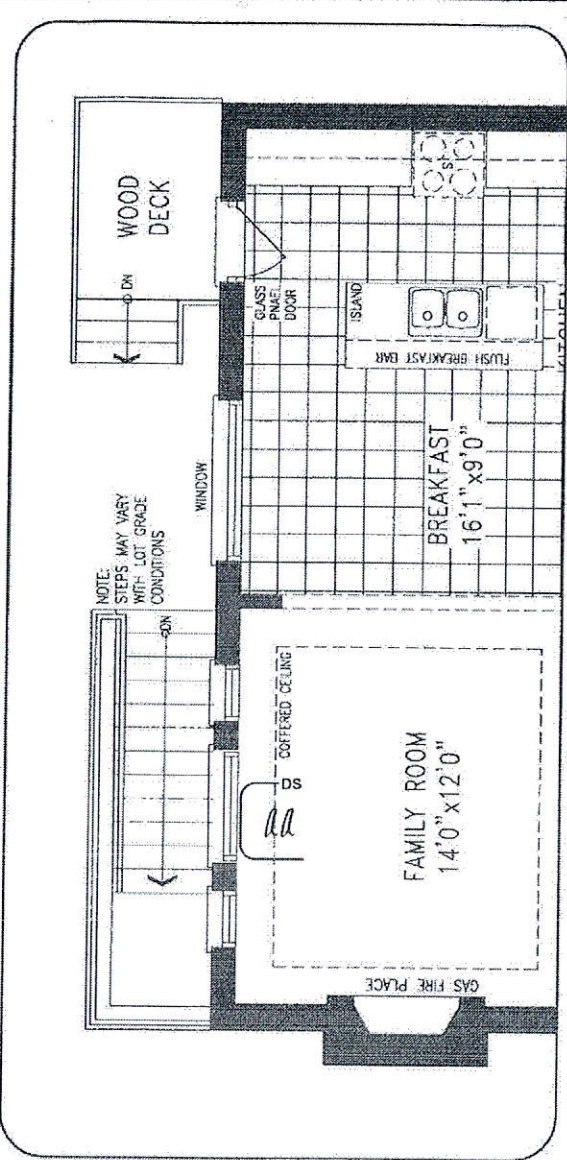 WOOD
DECK
DN
GLASS
PNAEL
DOOR
ISLAND
FLUSH BREAKFAST BAR
S
NOTE:
STEPS MAY VARY
WITH LOT GRADE
CONDITIONS
WINDOW
DN
BREAKFAST
16'1"x9'0"
KITCHEN
COFFERED CEILING
DS
FAMILY ROOM
14'0"x12'0"
GAS FIRE PLACE